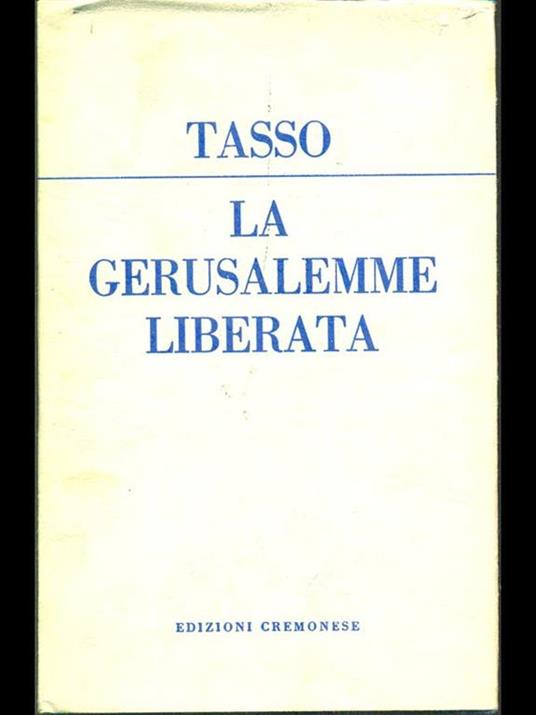 TASSO
LA
GERUSALEMME
LIBERATA
EDIZIONI CREMONESE